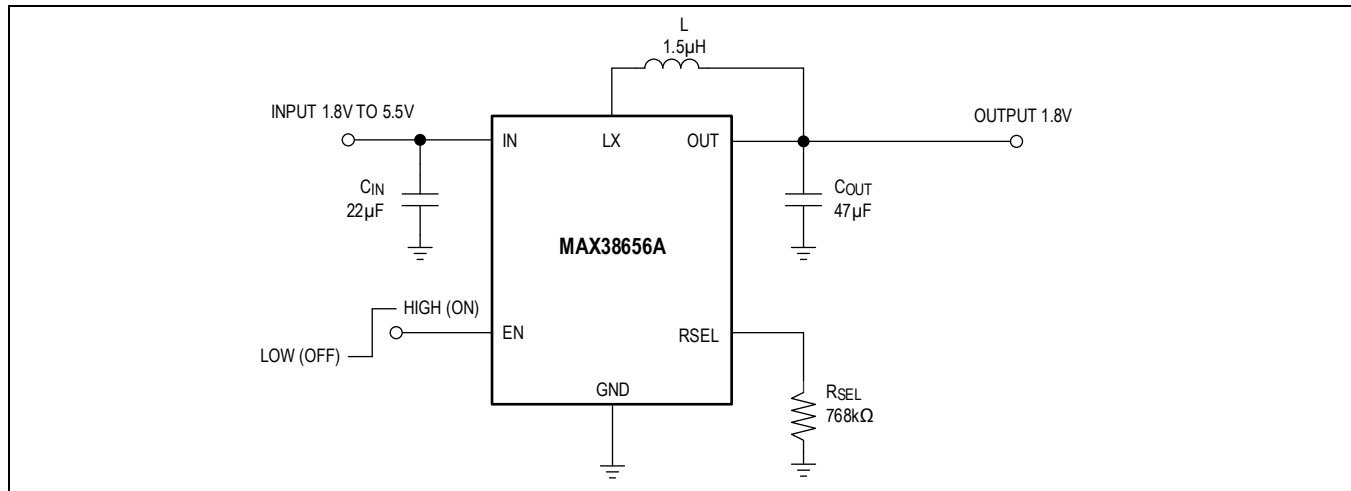 L
1.5µH
INPUT 1.8V TO 5.5V
OUTPUT 1.8V
IN
LX
OUT
CIN
22µF
COUT
47µF
MAX38656A
HIGH (ON)
LOW (OFF)
EN
RSEL
GND
RSEL
768kΩ